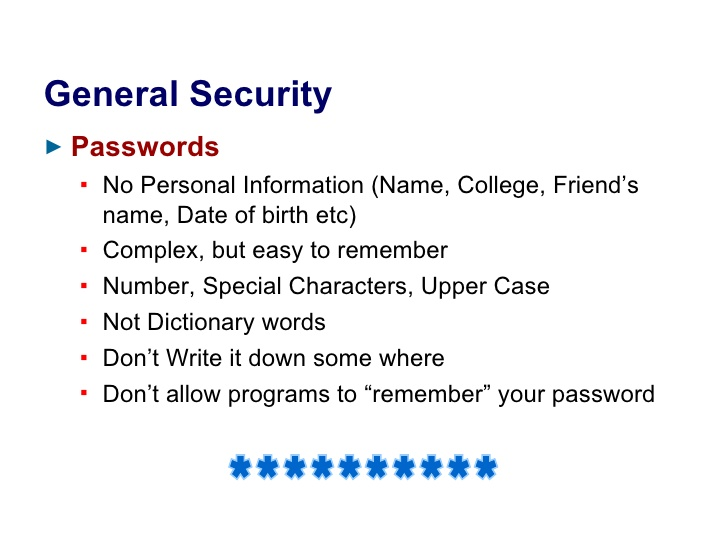 General Security
► Passwords
▪ No Personal Information (Name, College, Friend’s
name, Date of birth etc)
▪ Complex, but easy to remember
▪ Number, Special Characters, Upper Case
▪ Not Dictionary words
▪ Don’t Write it down some where
▪ Don’t allow programs to “remember” your password
**********